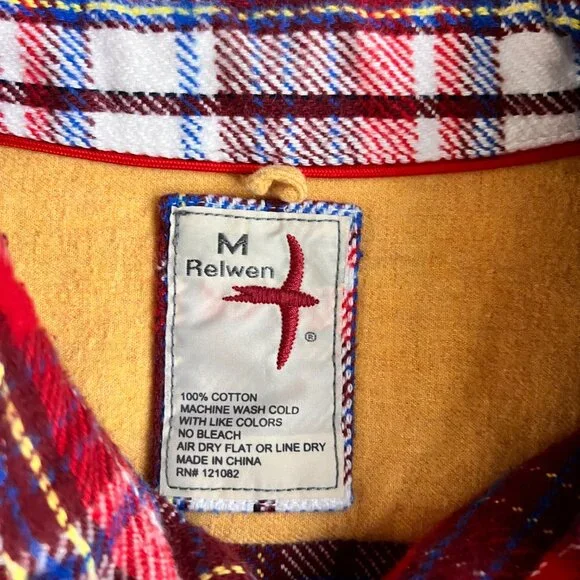 M
Relwen
®
100% COTTON
MACHINE WASH COLD
WITH LIKE COLORS
NO BLEACH
AIR DRY FLAT OR LINE DRY
MADE IN CHINA
RN# 121082